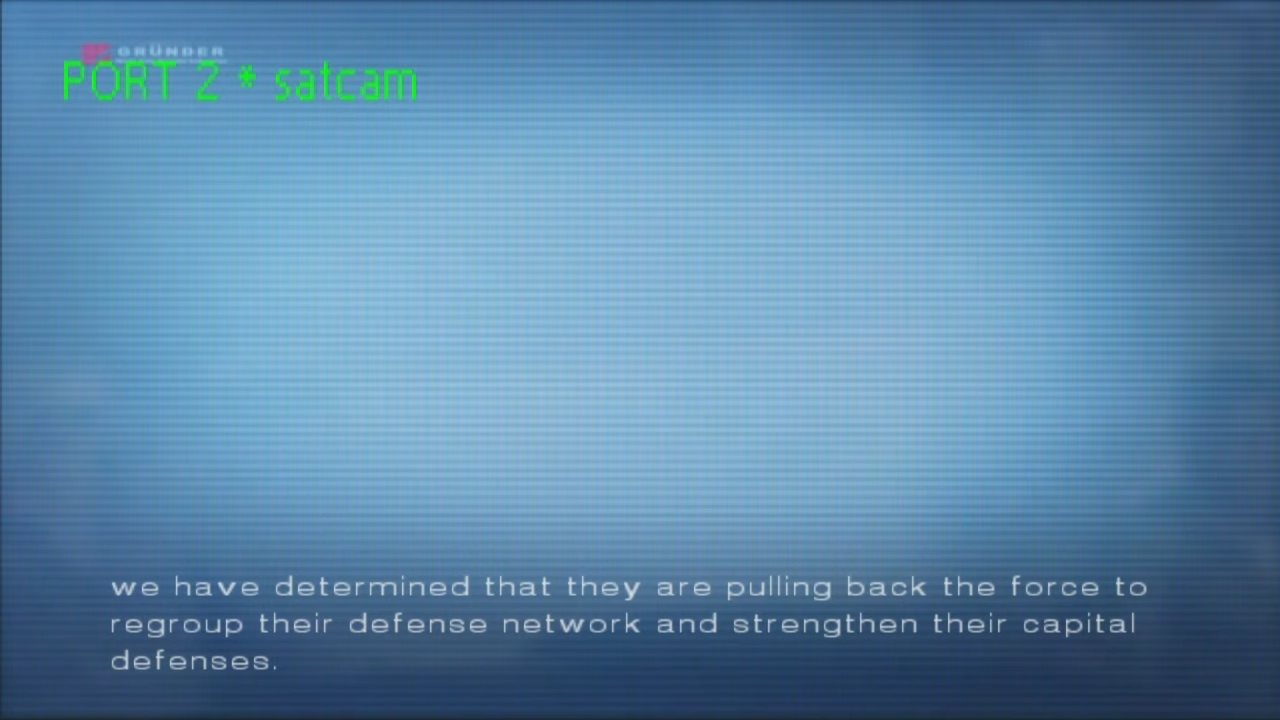 GRÜNDER
PORT 2 * satcam
we have determined that they are pulling back the force to
regroup their defense network and strengthen their capital
defenses.